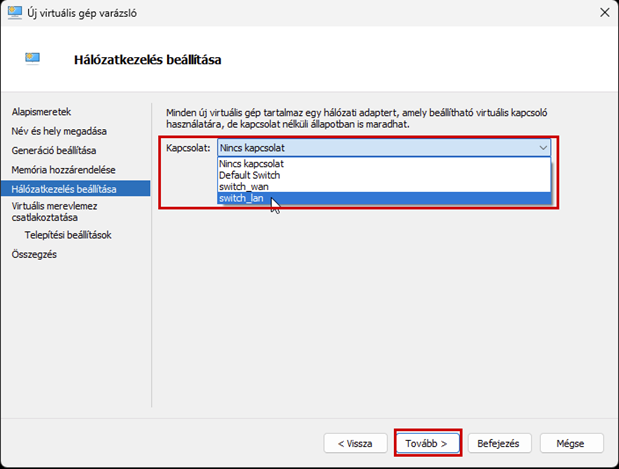 Új virtuális gép varázsló
Hálózatkezelés beállítása
Alapismeretek
Név és hely megadása
Generáció beállítása
Memória hozzárendelése
Hálózatkezelés beállítása
Virtuális merevlemez
csatlakoztatása
Telepítési beállítások
Összegzés
Minden új virtuális gép tartalmaz egy hálózati adaptert, amely beállítható virtuális kapcsoló
használatára, de kapcsolat nélküli állapotban is maradhat.
Kapcsolat: Nincs kapcsolat
Nincs kapcsolat
Default Switch
switch_wan
switch_lan
< Vissza Tovább > Befejezés Mégse